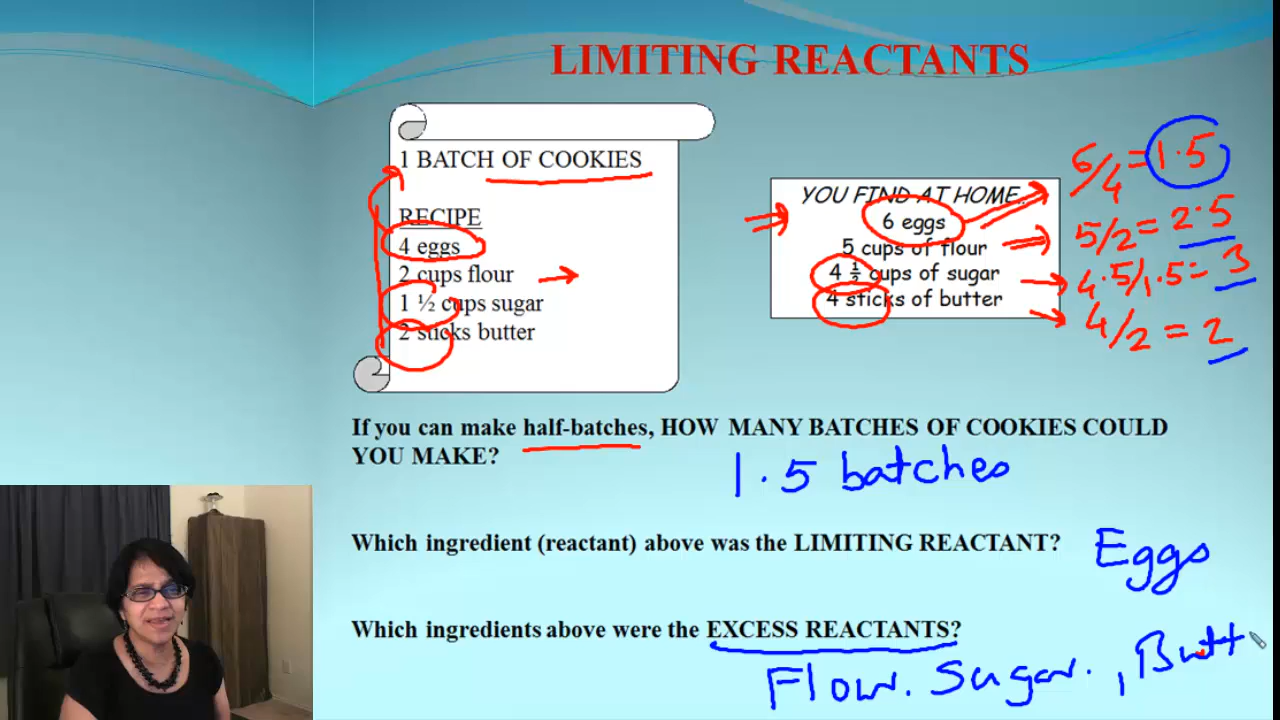 LIMITING REACTANTS
1 BATCH OF COOKIES
RECIPE
4 eggs
2 cups flour
1 ½ cups sugar
2 sticks butter
YOU FIND AT HOME..
6 eggs
5 cups of flour
4 ½ cups of sugar
4 sticks of butter
6/4 = 1.5
5/2 = 2.5
4.5/1.5 = 3
4/2 = 2
If you can make half-batches, HOW MANY BATCHES OF COOKIES COULD
YOU MAKE?
1.5 batches
Which ingredient (reactant) above was the LIMITING REACTANT?
Eggs
Which ingredients above were the EXCESS REACTANTS?
Flour. Sugar. , Butt